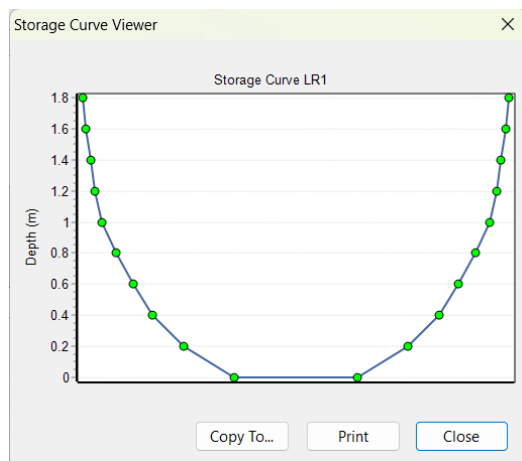 Storage Curve Viewer
Storage Curve LR1
1.8
1.6
1.4
1.2
1
0.8
0.6
0.4
0.2
0
Depth (m)
Copy To...
Print
Close